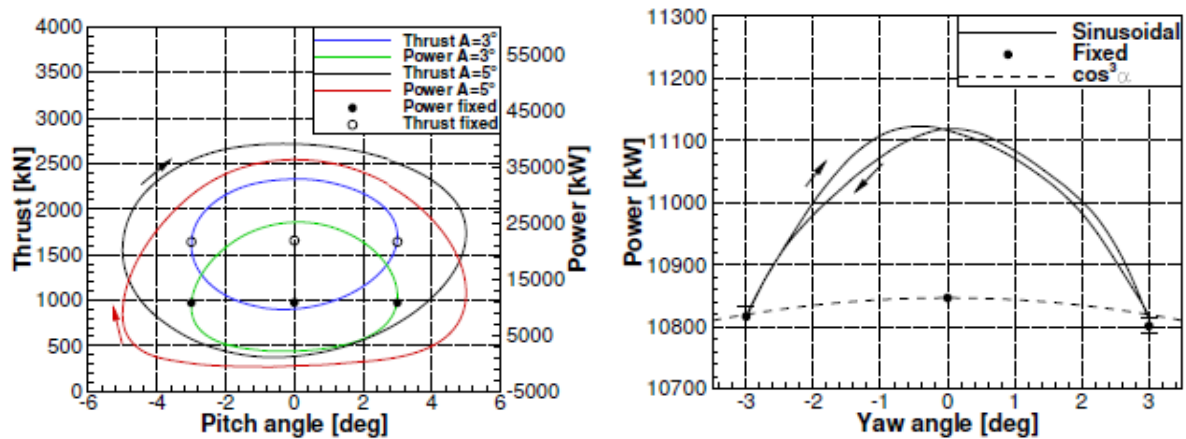 4000
3500
3000
2500
2000
1500
1000
500
0
Thrust [kN]
-6
-4
-2
0
2
4
6
Pitch angle [deg]
55000
45000
35000
25000
15000
5000
-5000
Power [kW]
Thrust A=3°
Power A=3°
Thrust A=5°
Power A=5°
Power fixed
Thrust fixed
11300
11200
11100
11000
10900
10800
10700
Power [kW]
-3
-2
-1
0
1
2
3
Yaw angle [deg]
Sinusoidal
Fixed
cos³α